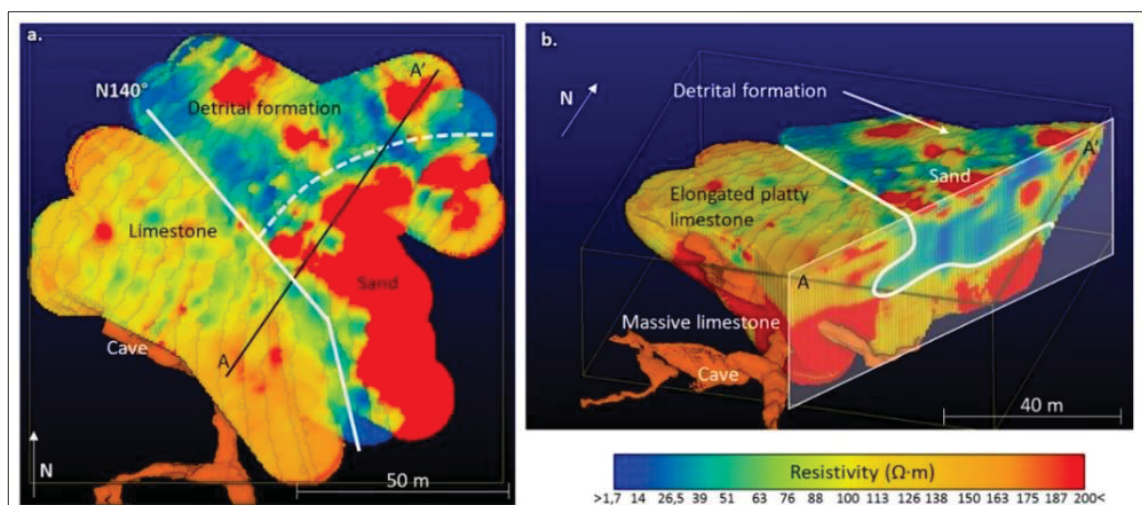 a.
A'
N140°
Detrital formation
Limestone
Sand
Cave
A
N
50 m
b.
N
Detrital formation
A'
Sand
Elongated platty
limestone
A
Massive limestone
Cave
40 m
Resistivity (Ω·m)
>1,7 14 26,5 39 51 63 76 88 100 113 126 138 150 163 175 187 200<